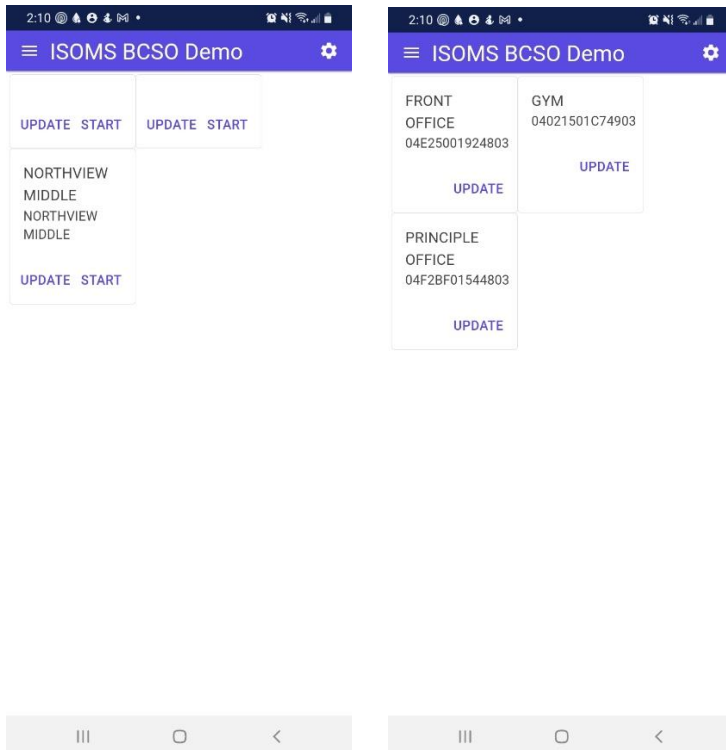 2:10
ISOMS BCSO Demo
UPDATE START
UPDATE START
NORTHVIEW
MIDDLE
NORTHVIEW
MIDDLE
UPDATE START
2:10
ISOMS BCSO Demo
FRONT
OFFICE
04E25001924803
UPDATE
GYM
04021501C74903
UPDATE
PRINCIPLE
OFFICE
04F2BF01544803
UPDATE